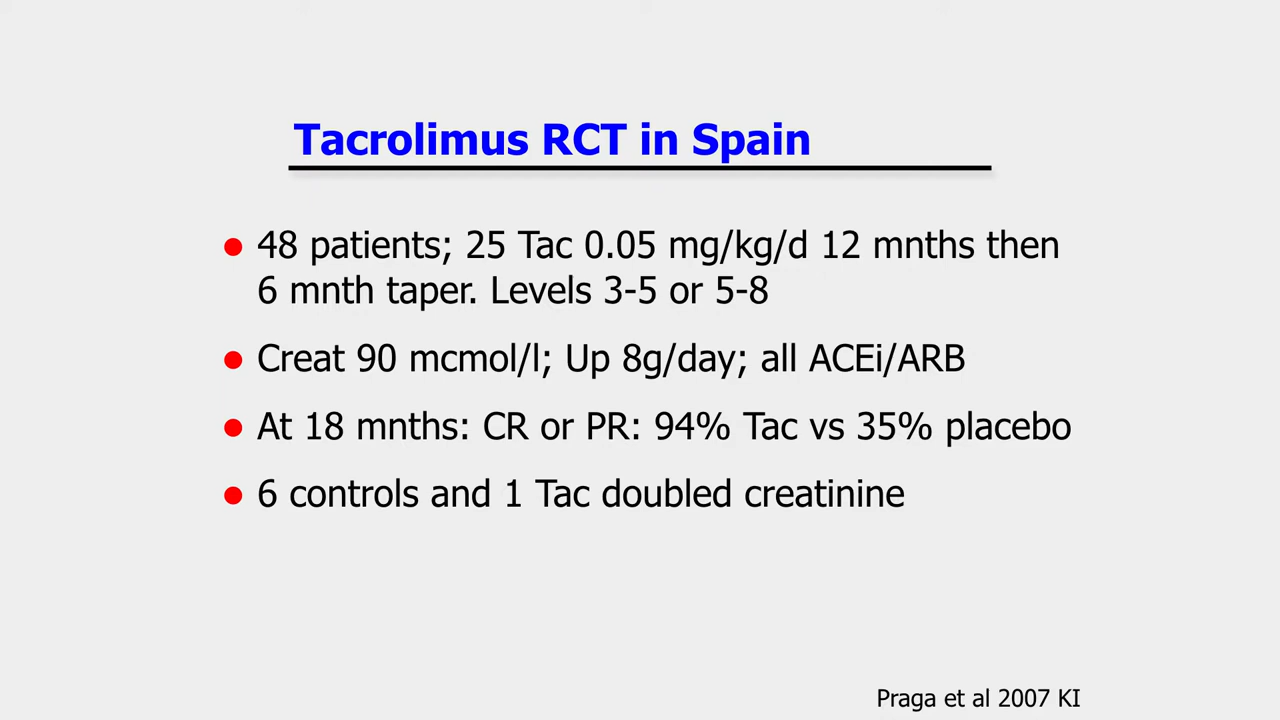 Tacrolimus RCT in Spain
48 patients; 25 Tac 0.05 mg/kg/d 12 mnths then
6 mnth taper. Levels 3-5 or 5-8
Creat 90 mcmol/l; Up 8g/day; all ACEi/ARB
At 18 mnths: CR or PR: 94% Tac vs 35% placebo
6 controls and 1 Tac doubled creatinine
Praga et al 2007 KI